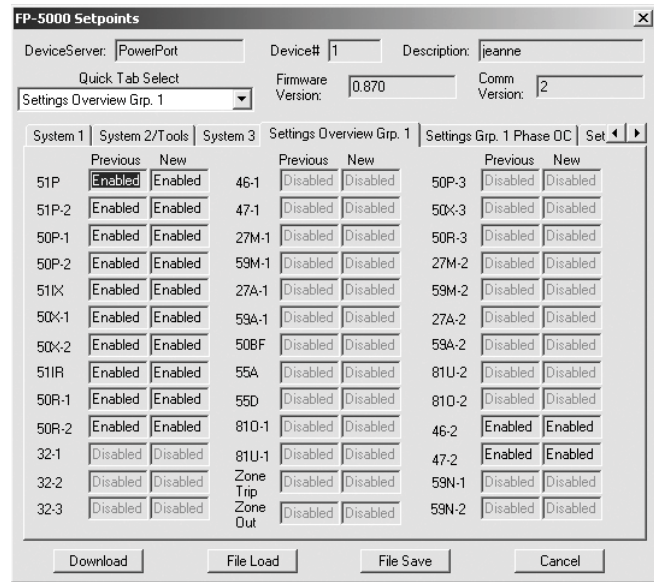 FP-5000 Setpoints
DeviceServer: PowerPort Device# 1 Description: jeanne
Quick Tab Select
Settings Overview Grp. 1
Firmware Version: 0.870
Comm Version: 2
System 1 System 2/Tools System 3 Settings Overview Grp. 1 Settings Grp. 1 Phase OC Set
Previous New Previous New Previous New
51P Enabled Enabled 46-1 Disabled Disabled 50P-3 Disabled Disabled
51P-2 Enabled Enabled 47-1 Disabled Disabled 50X-3 Disabled Disabled
50P-1 Enabled Enabled 27M-1 Disabled Disabled 50R-3 Disabled Disabled
50P-2 Enabled Enabled 59M-1 Disabled Disabled 27M-2 Disabled Disabled
51IX Enabled Enabled 27A-1 Disabled Disabled 59M-2 Disabled Disabled
50X-1 Enabled Enabled 59A-1 Disabled Disabled 27A-2 Disabled Disabled
50X-2 Enabled Enabled 50BF Disabled Disabled 59A-2 Disabled Disabled
51IR Enabled Enabled 55A Disabled Disabled 81U-2 Disabled Disabled
50R-1 Enabled Enabled 55D Disabled Disabled 81O-2 Disabled Disabled
50R-2 Enabled Enabled 81O-1 Disabled Disabled 46-2 Enabled Enabled
32-1 Disabled Disabled 81U-1 Disabled Disabled 47-2 Enabled Enabled
32-2 Disabled Disabled Zone Trip Disabled Disabled 59N-1 Disabled Disabled
32-3 Disabled Disabled Zone Out Disabled Disabled 59N-2 Disabled Disabled
Download File Load File Save Cancel